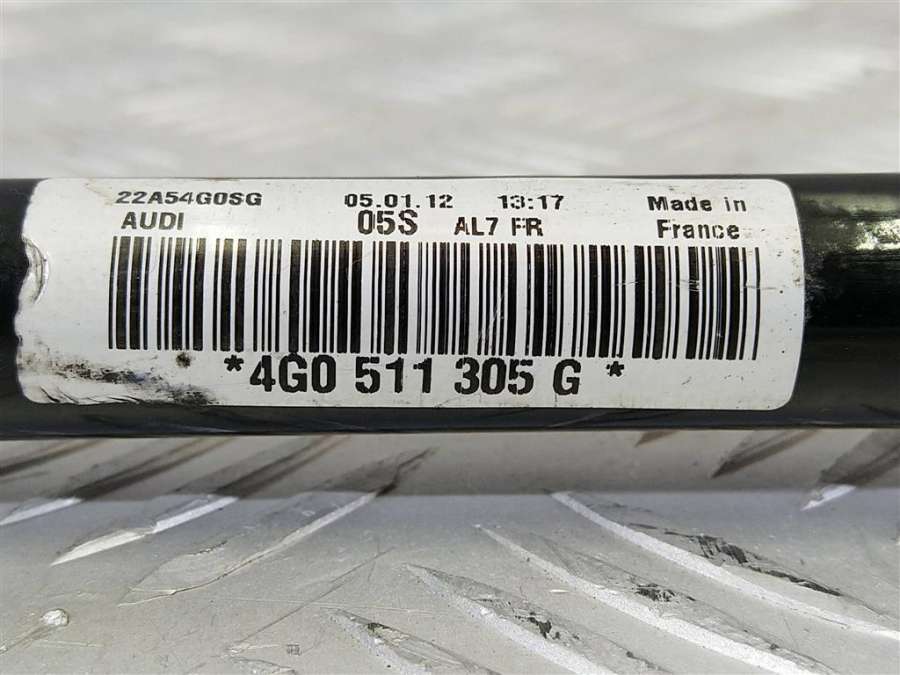 22A54G0SG 05.01.12 13:17 Made in
AUDI 05S AL7 FR France
*4G0 511 305 G *